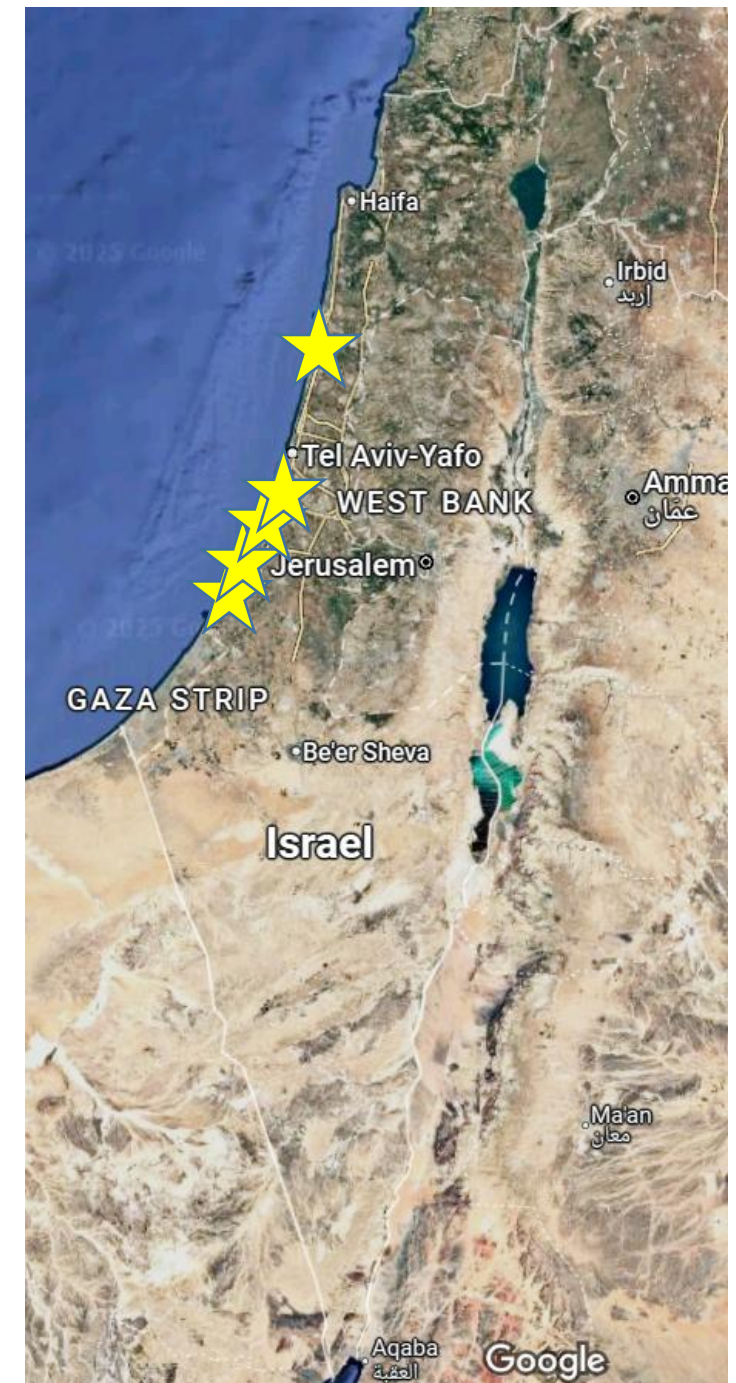 Haifa
© 2025 Google
Irbid
إربد
Tel Aviv-Yafo
Amma
عمّان
WEST BANK
Jerusalem
GAZA STRIP
Be'er Sheva
Israel
Ma'an
معان
Aqaba
العقبة
Google